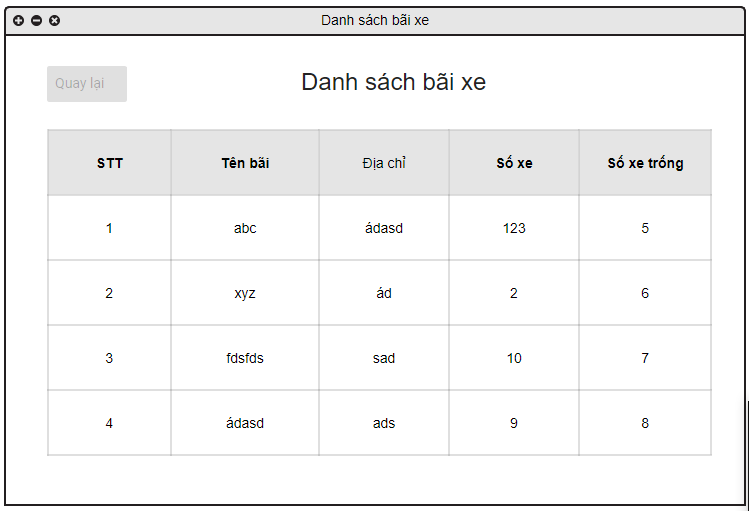 Danh sách bãi xe
Quay lại
Danh sách bãi xe
STT Tên bãi Địa chỉ Số xe Số xe trống
1 abc ádasd 123 5
2 xyz ád 2 6
3 fdsfds sad 10 7
4 ádasd ads 9 8